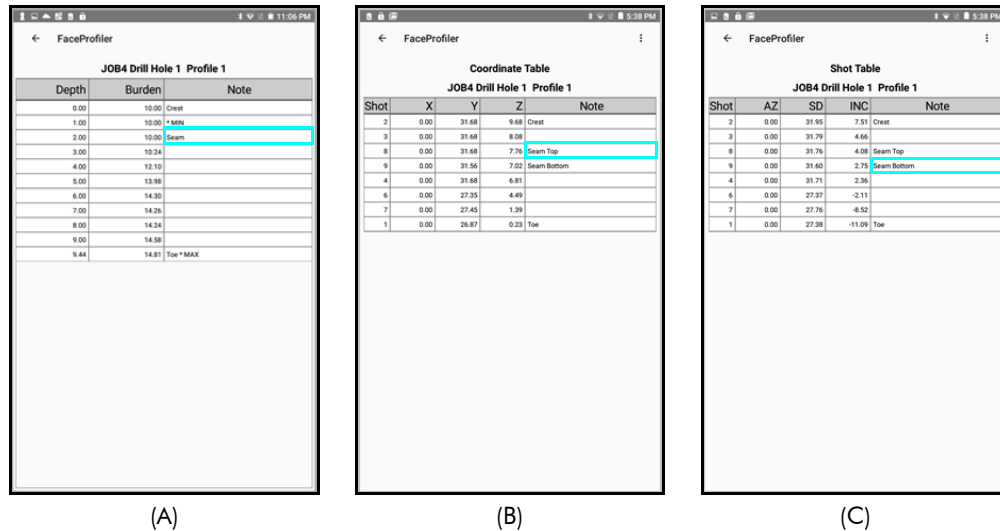 11:06 PM
FaceProfiler
JOB4 Drill Hole 1 Profile 1
Depth Burden Note
0.00 10.00 Crest
1.00 10.00 * MIN
2.00 10.00 Seam
3.00 10.24
4.00 12.10
5.00 13.98
6.00 14.30
7.00 14.26
8.00 14.24
9.00 14.58
9.44 14.81 Toe * MAX
(A)
5:38 PM
FaceProfiler
Coordinate Table
JOB4 Drill Hole 1 Profile 1
Shot X Y Z Note
2 0.00 31.68 9.68 Crest
3 0.00 31.68 8.08
8 0.00 31.68 7.76 Seam Top
9 0.00 31.56 7.02 Seam Bottom
4 0.00 31.68 6.81
6 0.00 27.35 4.49
7 0.00 27.45 1.39
1 0.00 26.87 0.23 Toe
(B)
5:38 PM
FaceProfiler
Shot Table
JOB4 Drill Hole 1 Profile 1
Shot AZ SD INC Note
2 0.00 31.95 7.51 Crest
3 0.00 31.79 4.66
8 0.00 31.76 4.08 Seam Top
9 0.00 31.60 2.75 Seam Bottom
4 0.00 31.71 2.36
6 0.00 27.37 -2.11
7 0.00 27.76 -8.52
1 0.00 27.38 -11.09 Toe
(C)